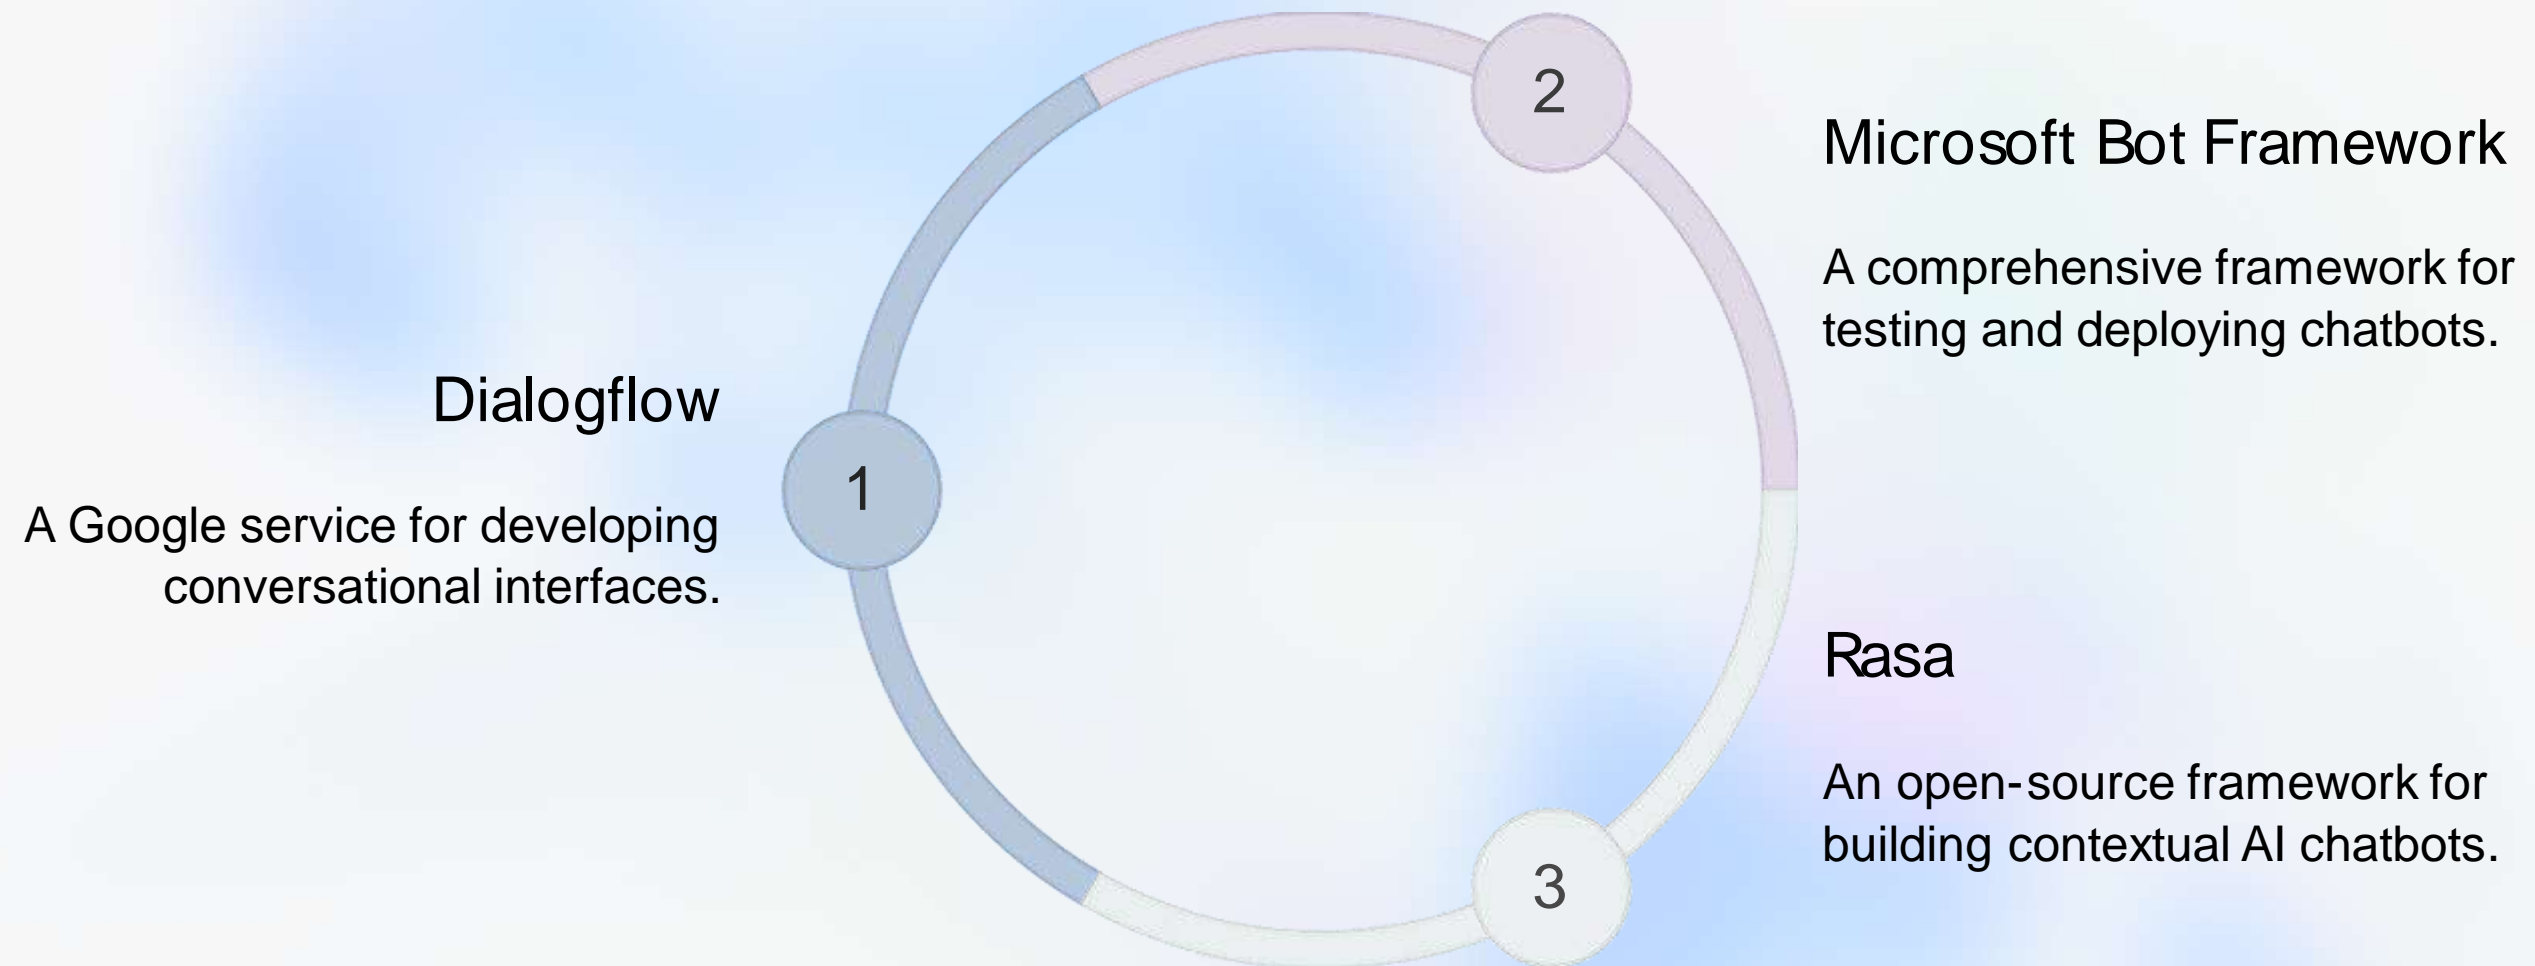 1
Dialogflow
A Google service for developing
conversational interfaces.
2
Microsoft Bot Framework
A comprehensive framework for
testing and deploying chatbots.
3
Rasa
An open-source framework for
building contextual AI chatbots.